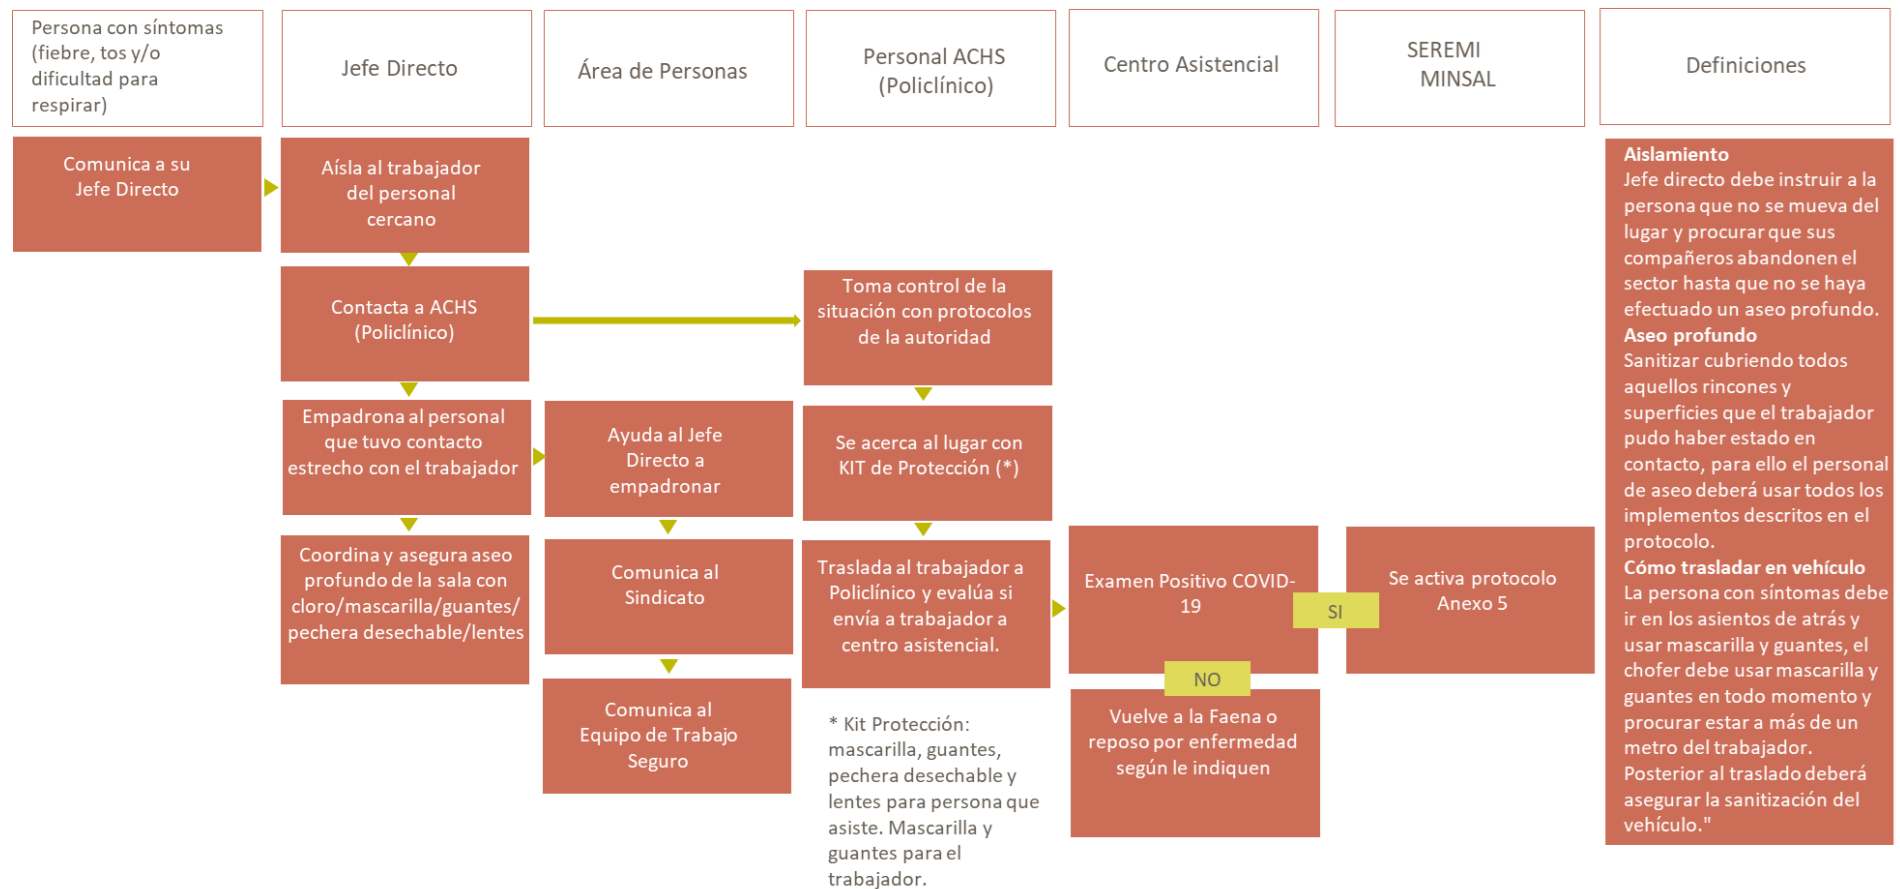 Persona con síntomas
(fiebre, tos y/o
dificultad para
respirar)
Jefe Directo
Área de Personas
Personal ACHS
(Policlínico)
Centro Asistencial
SEREMI
MINSAL
Definiciones
Comunica a su
Jefe Directo
Aísla al trabajador
del personal
cercano
Contacta a ACHS
(Policlínico)
Toma control de la
situación con protocolos
de la autoridad
Empadrona al personal
que tuvo contacto
estrecho con el trabajador
Ayuda al Jefe
Directo a
empadronar
Se acerca al lugar con
KIT de Protección (*)
Coordina y asegura aseo
profundo de la sala con
cloro/mascarilla/guantes/
pechera desechable/lentes
Comunica al
Sindicato
Traslada al trabajador a
Policlínico y evalúa si
envía a trabajador a
centro asistencial.
Examen Positivo COVID-
19
SI
Se activa protocolo
Anexo 5
NO
Comunica al
Equipo de Trabajo
Seguro
Vuelve a la Faena o
reposo por enfermedad
según le indiquen
* Kit Protección:
mascarilla, guantes,
pechera desechable y
lentes para persona que
asiste. Mascarilla y
guantes para el
trabajador.
Aislamiento
Jefe directo debe instruir a la
persona que no se mueva del
lugar y procurar que sus
compañeros abandonen el
sector hasta que no se haya
efectuado un aseo profundo.
Aseo profundo
Sanitizar cubriendo todos
aquellos rincones y
superficies que el trabajador
pudo haber estado en
contacto, para ello el personal
de aseo deberá usar todos los
implementos descritos en el
protocolo.
Cómo trasladar en vehículo
La persona con síntomas debe
ir en los asientos de atrás y
usar mascarilla y guantes, el
chofer debe usar mascarilla y
guantes en todo momento y
procurar estar a más de un
metro del trabajador.
Posterior al traslado deberá
asegurar la sanitización del
vehículo."